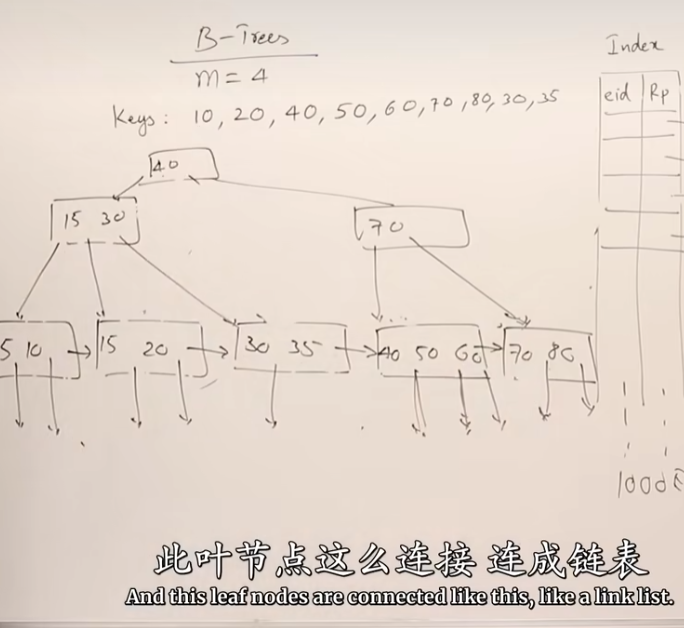 B-Trees
m = 4
Keys: 10, 20, 40, 50, 60, 70, 80, 30, 35
Index
eid Rp
40
15 30
70
5 10
15 20
30 35
40 50 60
70 80
此叶节点这么连接 连成链表
And this leaf nodes are connected like this, like a link list.